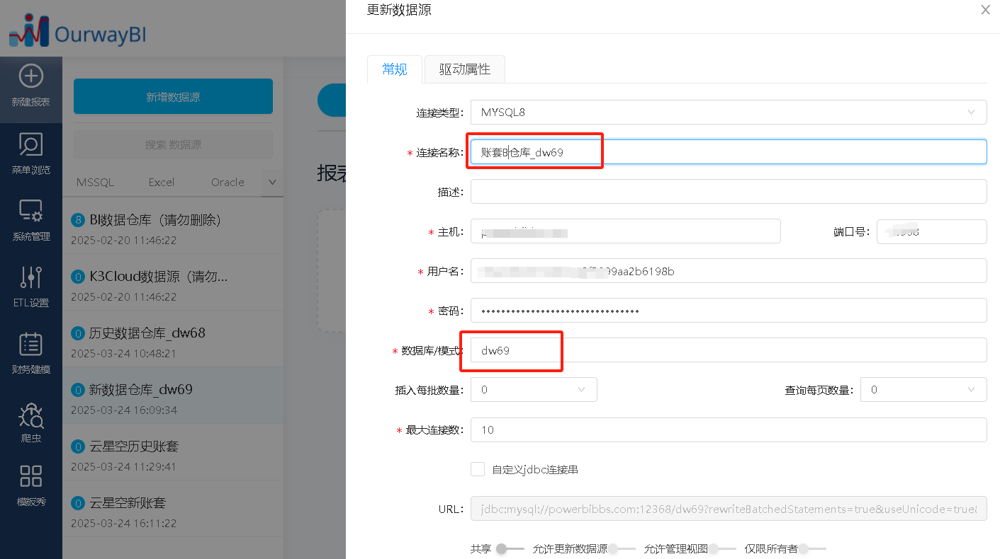 OurwayBI
新建报表
菜单浏览
系统管理
ETL设置
财务建模
爬虫
模板秀
新增数据源
搜索 数据源
MSSQL Excel Oracle
8 BI数据仓库（请勿删除）
2025-02-20 11:46:22
0 K3Cloud数据源（请勿...
2025-02-20 11:46:22
0 历史数据仓库_dw68
2025-03-24 10:48:21
0 新数据仓库_dw69
2025-03-24 16:09:34
0 云星空历史账套
2025-03-24 11:29:41
0 云星空新账套
2025-03-24 16:11:22
报表
更新数据源
常规 驱动属性
连接类型: MYSQL8
* 连接名称: 账套B仓库_dw69
描述:
* 主机: 端口号:
* 用户名: 99aa2b6198b
* 密码: ••••••••••••••••••••••••••••••••
* 数据库/模式: dw69
插入每批数量: 0 查询每页数量: 0
* 最大连接数: 10
自定义jdbc连接串
URL: jdbc:mysql://powerbibbs.com:12368/dw69?rewriteBatchedStatements=true&useUnicode=true&
共享 允许更新数据源 允许管理视图 仅限所有者